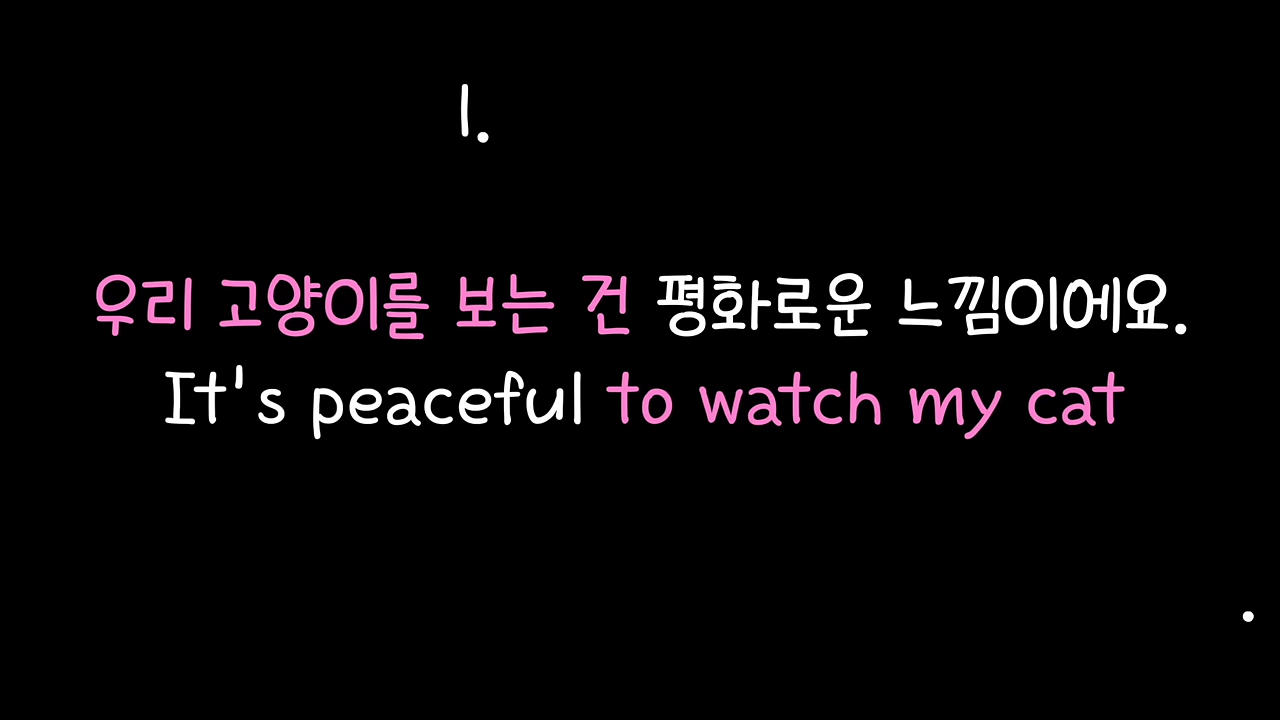 1.
우리 고양이를 보는 건 평화로운 느낌이에요.
It's peaceful to watch my cat
.